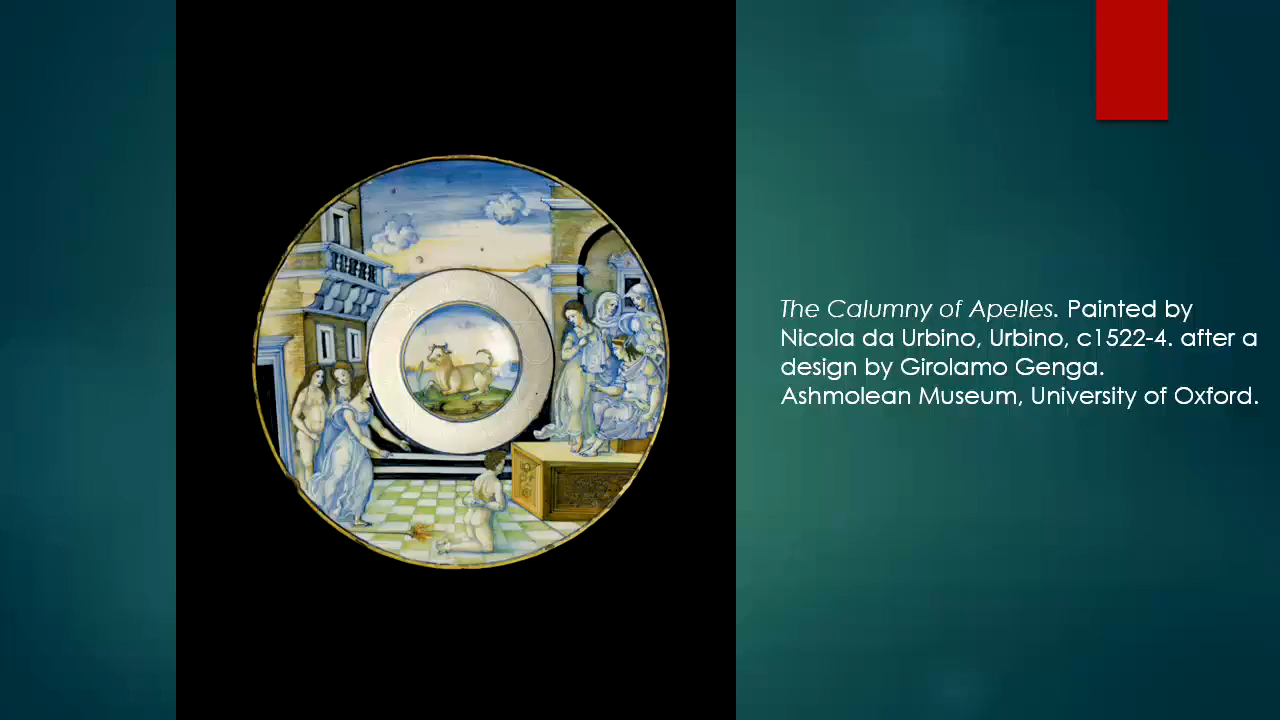 The Calumny of Apelles. Painted by
Nicola da Urbino, Urbino, c1522-4. after a
design by Girolamo Genga.
Ashmolean Museum, University of Oxford.